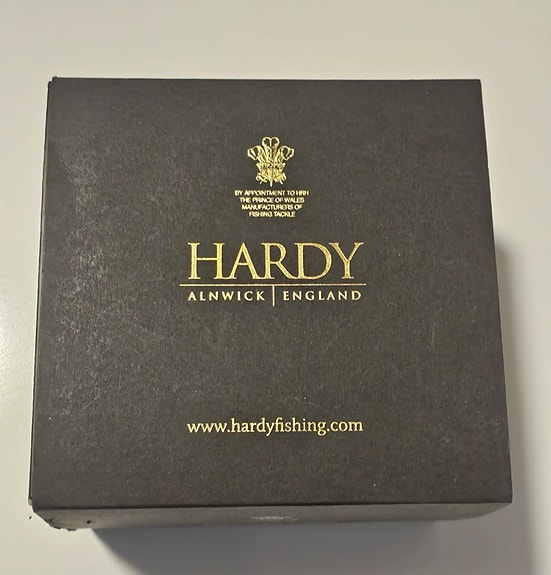 BY APPOINTMENT TO HRH
THE PRINCE OF WALES
MANUFACTURERS OF
FISHING TACKLE
HARDY
ALNWICK | ENGLAND
www.hardyfishing.com